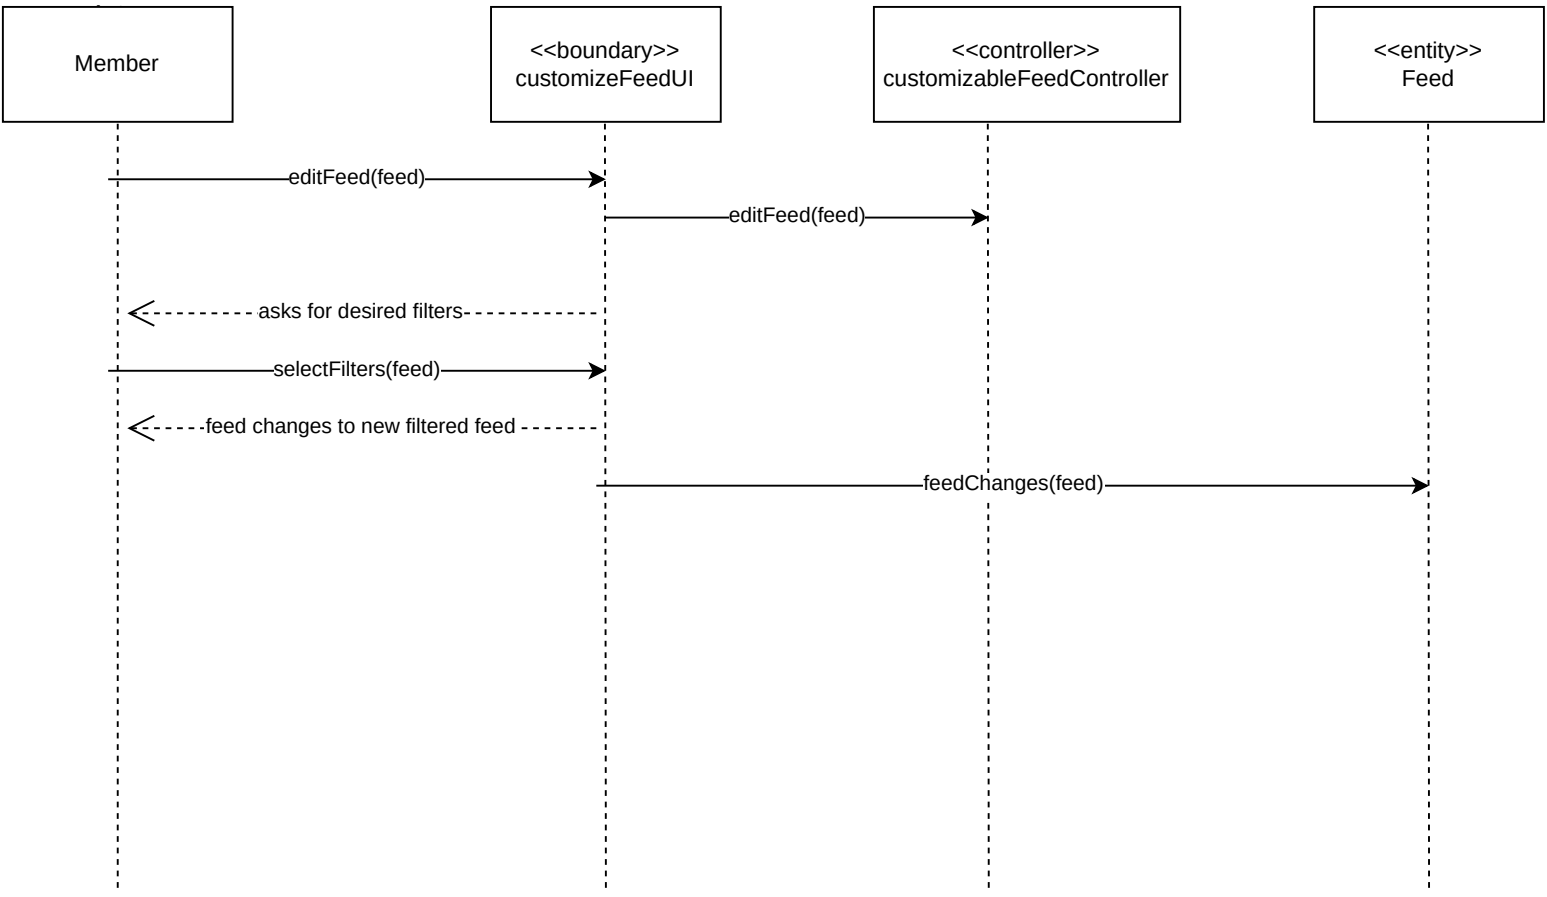 Member
<<boundary>>
customizeFeedUI
<<controller>>
customizableFeedController
<<entity>>
Feed
editFeed(feed)
editFeed(feed)
asks for desired filters
selectFilters(feed)
feed changes to new filtered feed
feedChanges(feed)